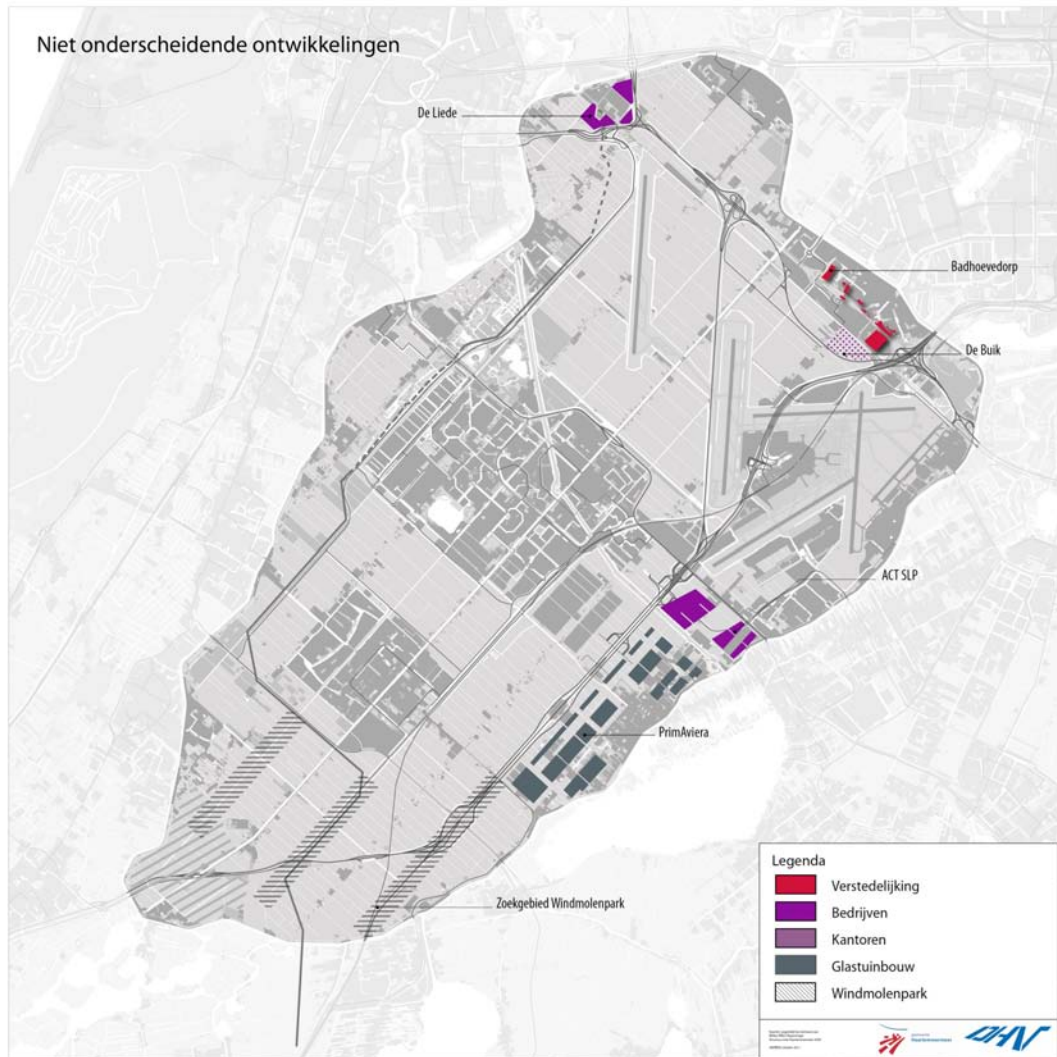 Niet onderscheidende ontwikkelingen
De Liede
Badhoevedorp
De Buik
ACT SLP
PrimAviera
Zoekgebied Windmolenpark
Legenda
Verstedelijking
Bedrijven
Kantoren
Glastuinbouw
Windmolenpark
DHV